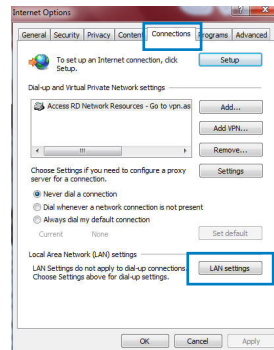 Internet Options
General Security Privacy Content Connections Programs Advanced
To set up an Internet connection, click Setup.
Setup
Dial-up and Virtual Private Network settings
Access RD Network Resources - Go to vpn.as
Add...
Add VPN...
Remove...
Choose Settings if you need to configure a proxy
server for a connection.
Settings
Never dial a connection
Dial whenever a network connection is not present
Always dial my default connection
Current None
Set default
Local Area Network (LAN) settings
LAN Settings do not apply to dial-up connections.
Choose Settings above for dial-up settings.
LAN settings
OK Cancel Apply